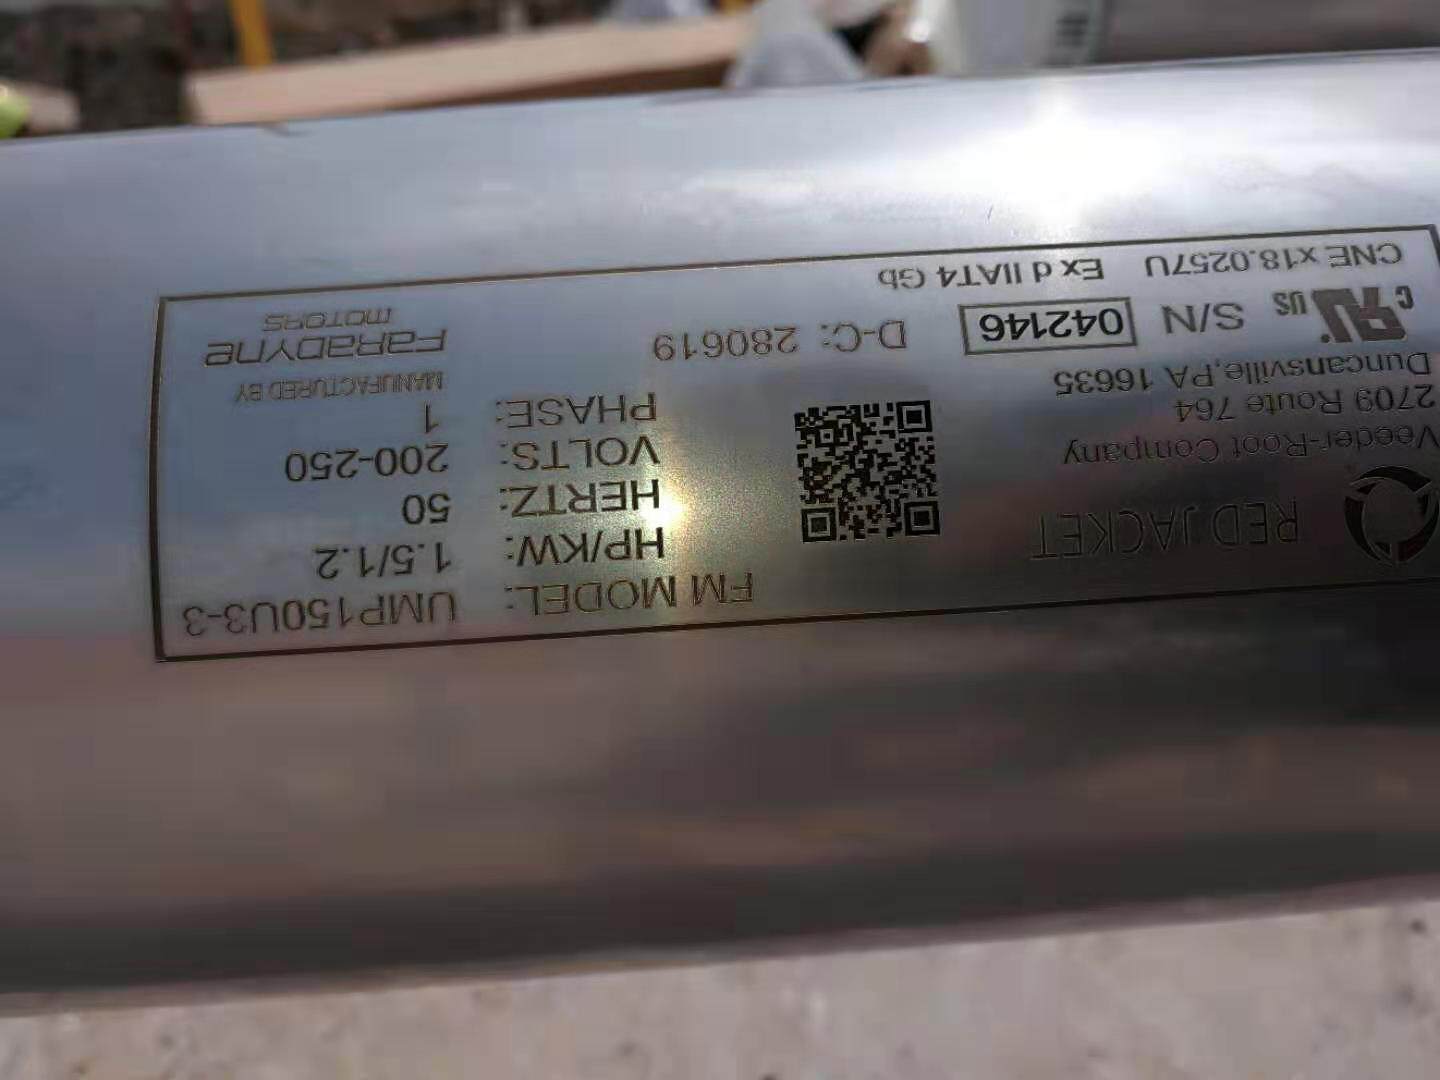 RED JACKET
Veeder-Root Company
2709 Route 764
Duncansville, PA 16635
C RU US
S/N 042146
D-C: 280619
CNE x18.0257U Ex d IIAT4 Gb
FM MODEL: UMP150U3-3
HP/KW: 1.5/1.2
HERTZ: 50
VOLTS: 200-250
PHASE: 1
MANUFACTURED BY
FaraDyne
MOTORS